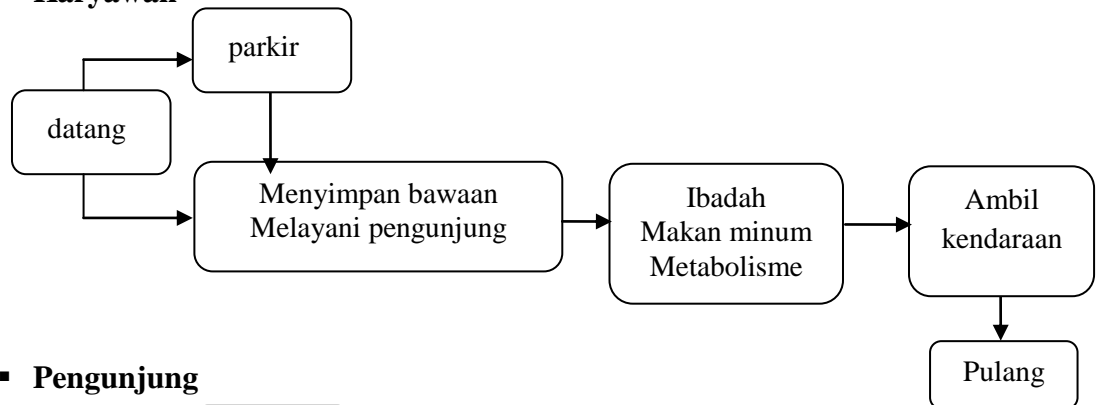 Karyawan
parkir
datang
Menyimpan bawaan
Melayani pengunjung
Ibadah
Makan minum
Metabolisme
Ambil
kendaraan
Pulang
▪ Pengunjung